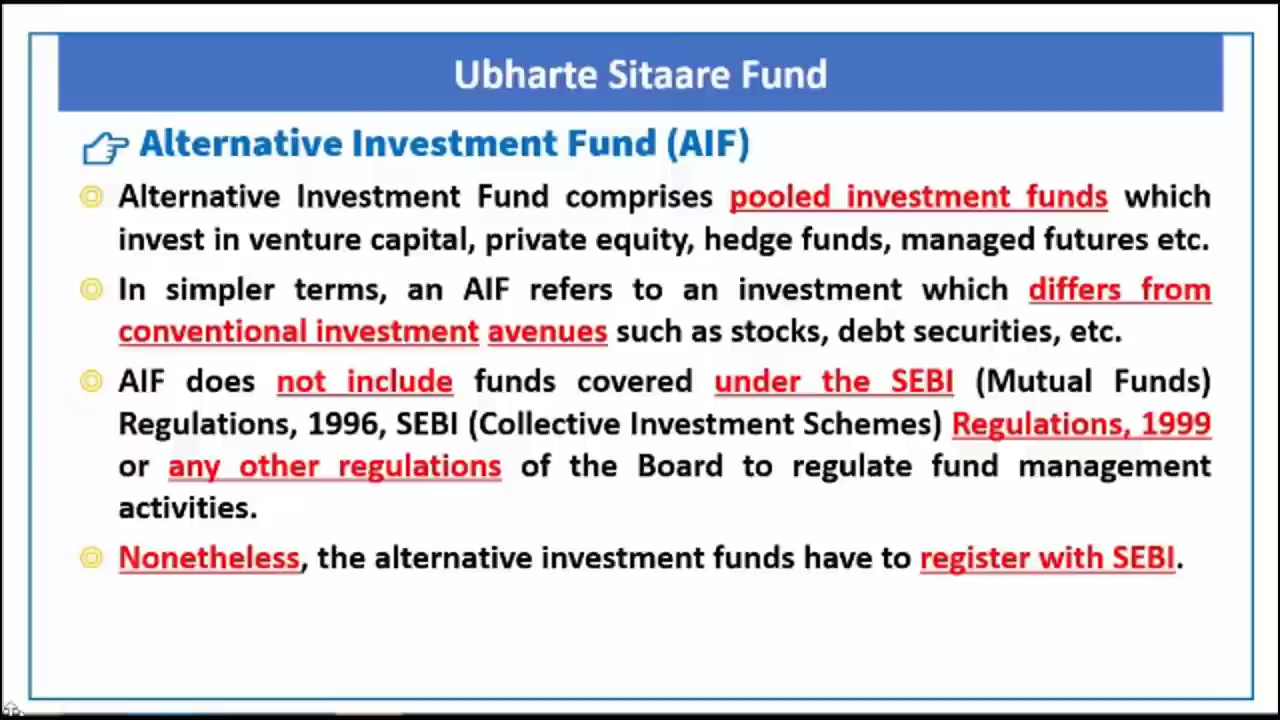 Ubharte Sitaare Fund
Alternative Investment Fund (AIF)
Alternative Investment Fund comprises pooled investment funds which
invest in venture capital, private equity, hedge funds, managed futures etc.
In simpler terms, an AIF refers to an investment which differs from
conventional investment avenues such as stocks, debt securities, etc.
AIF does not include funds covered under the SEBI (Mutual Funds)
Regulations, 1996, SEBI (Collective Investment Schemes) Regulations, 1999
or any other regulations of the Board to regulate fund management
activities.
Nonetheless, the alternative investment funds have to register with SEBI.